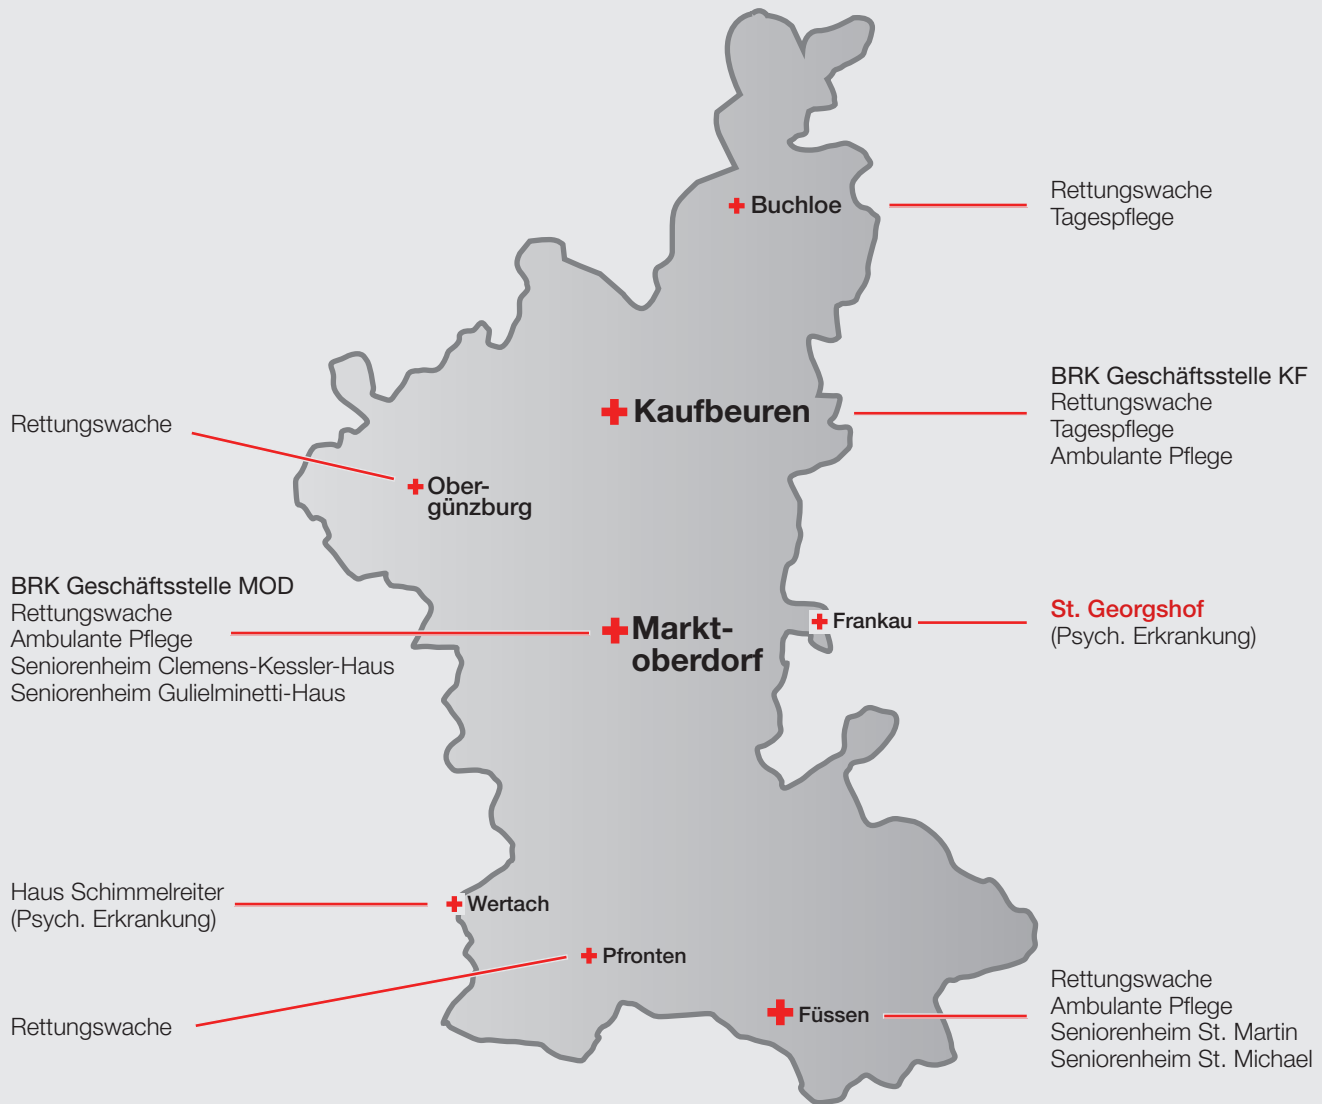 Buchloe
Rettungswache
Tagespflege
Kaufbeuren
BRK Geschäftsstelle KF
Rettungswache
Tagespflege
Ambulante Pflege
Rettungswache
Ober-
günzburg
BRK Geschäftsstelle MOD
Rettungswache
Ambulante Pflege
Seniorenheim Clemens-Kessler-Haus
Seniorenheim Gulielminetti-Haus
Markt-
oberdorf
Frankau
St. Georgshof
(Psych. Erkrankung)
Haus Schimmelreiter
(Psych. Erkrankung)
Wertach
Pfronten
Rettungswache
Füssen
Rettungswache
Ambulante Pflege
Seniorenheim St. Martin
Seniorenheim St. Michael